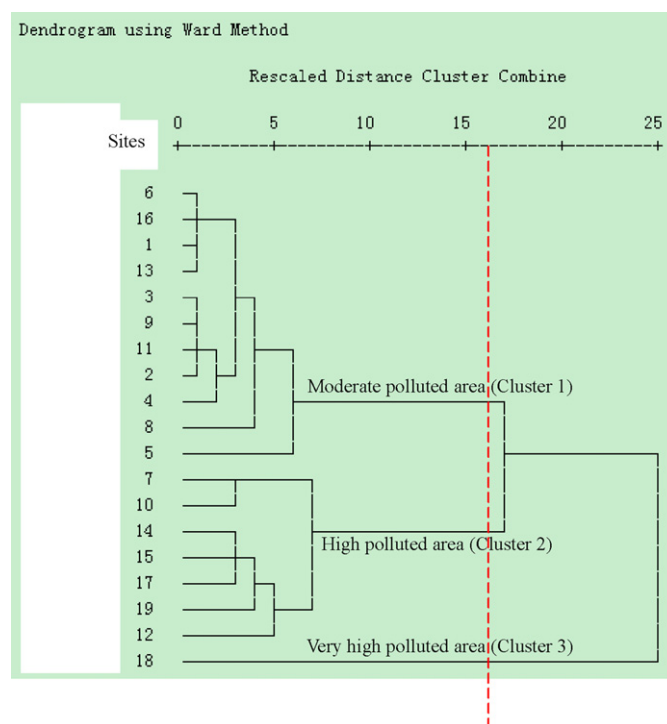 Dendrogram using Ward Method
Rescaled Distance Cluster Combine
0 5 10 15 20 25
Sites
6
16
1
13
3
9
11
2
Moderate polluted area (Cluster 1)
4
8
5
7
10
14
High polluted area (Cluster 2)
15
17
19
12
Very high polluted area (Cluster 3)
18